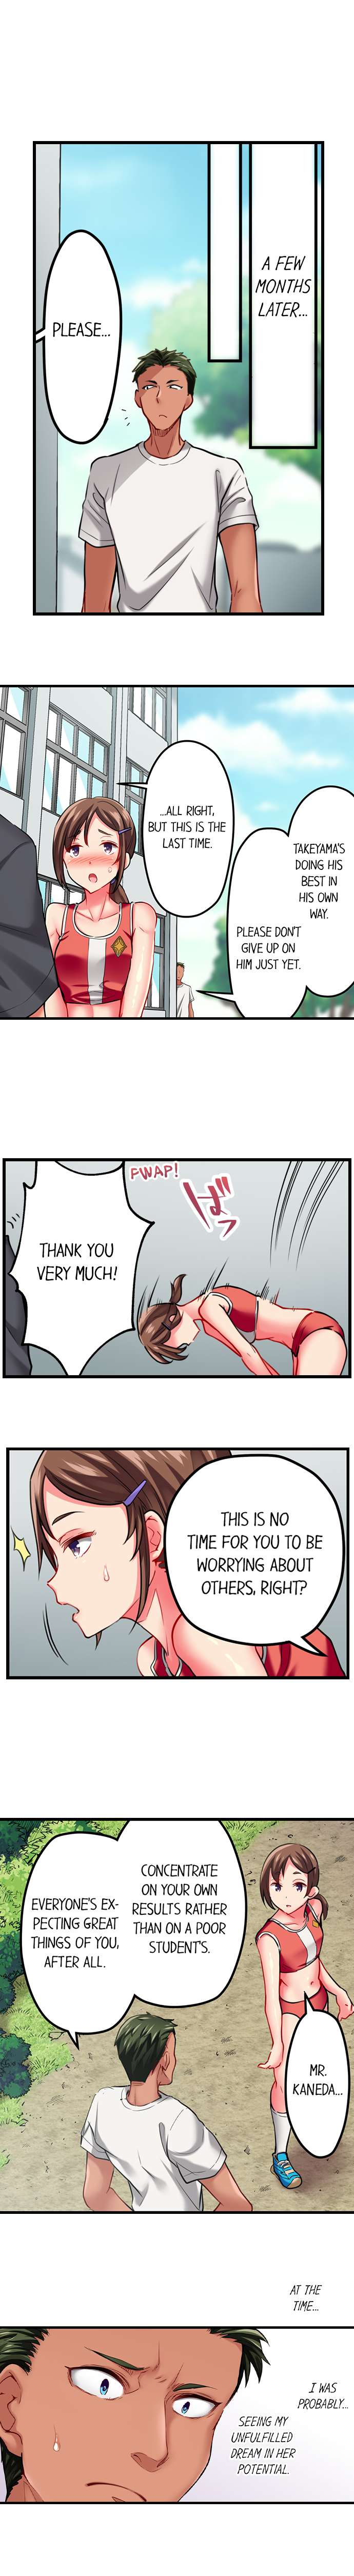 A FEW
MONTHS
LATER...
PLEASE...
TAKEYAMA'S
DOING HIS
BEST IN
HIS OWN
WAY.
PLEASE DON'T
GIVE UP ON
HIM JUST YET.
...ALL RIGHT,
BUT THIS IS THE
LAST TIME.
FWAP!
ばっ
THANK YOU
VERY MUCH!
THIS IS NO
TIME FOR YOU TO BE
WORRYING ABOUT
OTHERS, RIGHT?
CONCENTRATE
ON YOUR OWN
RESULTS RATHER
THAN ON A POOR
STUDENT'S.
EVERYONE'S EX-
PECTING GREAT
THINGS OF YOU,
AFTER ALL.
MR.
KANEDA...
AT THE
TIME...
I WAS
PROBABLY...
SEEING MY
UNFULFILLED
DREAM IN HER
POTENTIAL.